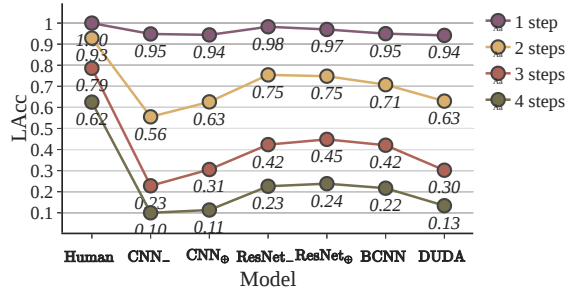 LAcc
1
0.9
0.8
0.7
0.6
0.5
0.4
0.3
0.2
0.1
1.00 0.95 0.94 0.98 0.97 0.95 0.94
0.93 0.56 0.63 0.75 0.75 0.71 0.63
0.79 0.23 0.31 0.42 0.45 0.42 0.30
0.62 0.10 0.11 0.23 0.24 0.22 0.13
Human CNN₋ CNN⊕ ResNet₋ ResNet⊕ BCNN DUDA
Model
1 step
2 steps
3 steps
4 steps